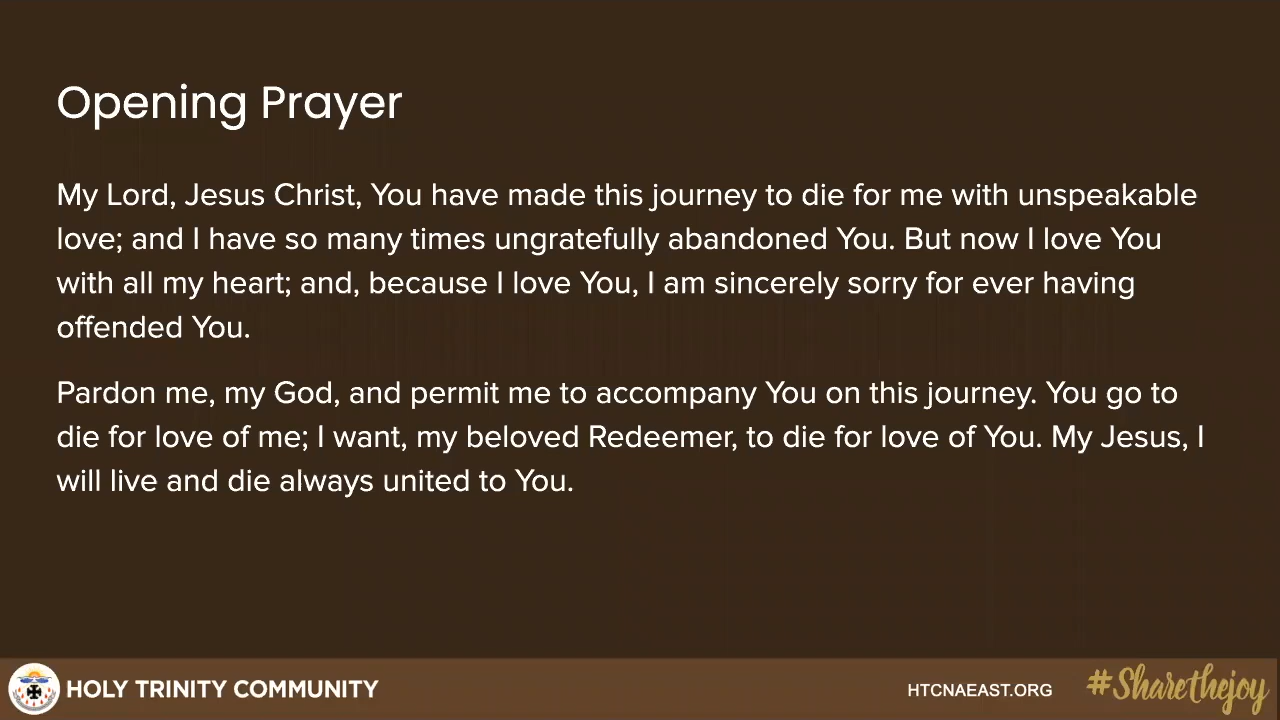 Opening Prayer
My Lord, Jesus Christ, You have made this journey to die for me with unspeakable
love; and I have so many times ungratefully abandoned You. But now I love You
with all my heart; and, because I love You, I am sincerely sorry for ever having
offended You.
Pardon me, my God, and permit me to accompany You on this journey. You go to
die for love of me; I want, my beloved Redeemer, to die for love of You. My Jesus, I
will live and die always united to You.
HOLY TRINITY COMMUNITY
HTCNAEAST.ORG
#Sharethejoy